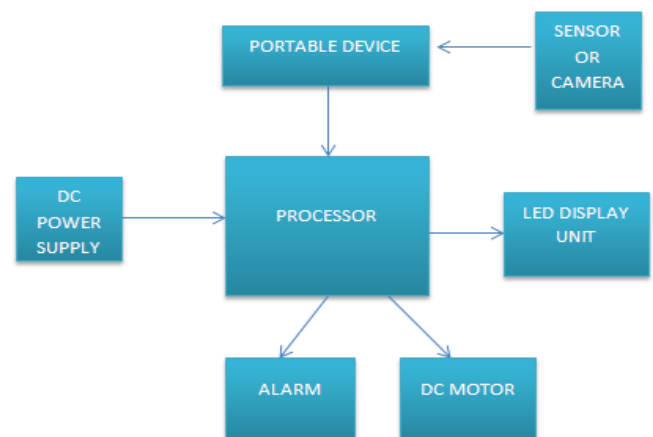 PORTABLE DEVICE
SENSOR
OR
CAMERA
DC
POWER
SUPPLY
PROCESSOR
LED DISPLAY
UNIT
ALARM
DC MOTOR